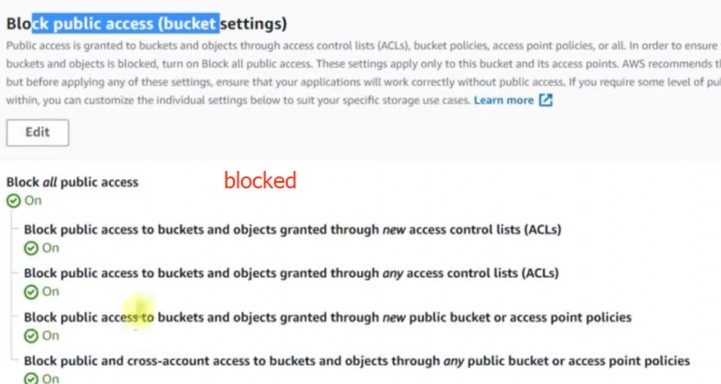 Block public access (bucket settings)
Public access is granted to buckets and objects through access control lists (ACLs), bucket policies, access point policies, or all. In order to ensure
buckets and objects is blocked, turn on Block all public access. These settings apply only to this bucket and its access points. AWS recommends
but before applying any of these settings, ensure that your applications will work correctly without public access. If you require some level of
within, you can customize the individual settings below to suit your specific storage use cases. Learn more
Edit
Block all public access blocked
On
Block public access to buckets and objects granted through new access control lists (ACLs)
On
Block public access to buckets and objects granted through any access control lists (ACLs)
On
Block public access to buckets and objects granted through new public bucket or access point policies
On
Block public and cross-account access to buckets and objects through any public bucket or access point policies
On